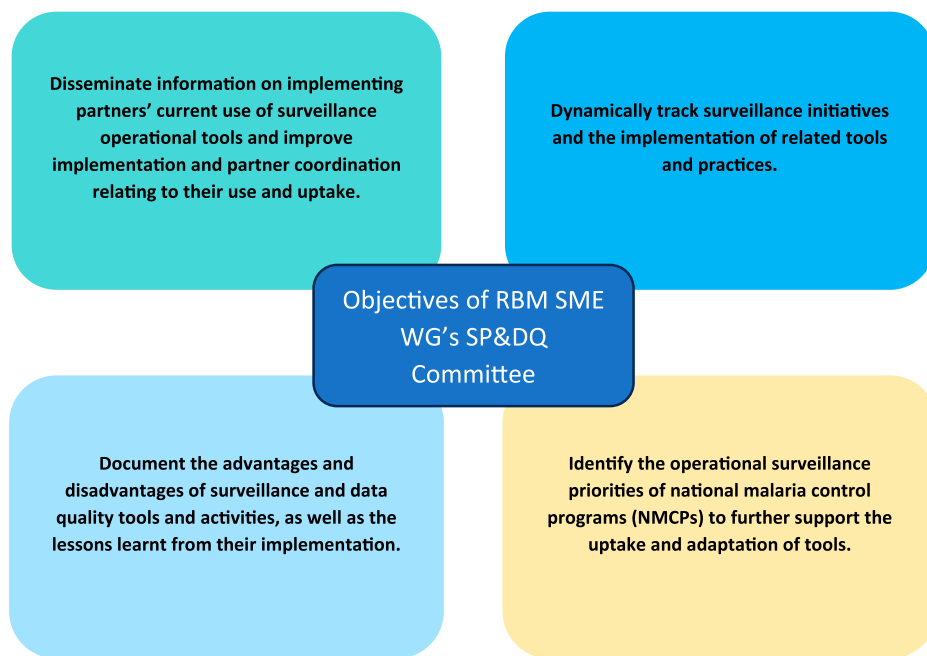 Disseminate information on implementing
partners’ current use of surveillance
operational tools and improve
implementation and partner coordination
relating to their use and uptake.
Dynamically track surveillance initiatives
and the implementation of related tools
and practices.
Objectives of RBM SME
WG’s SP&DQ
Committee
Document the advantages and
disadvantages of surveillance and data
quality tools and activities, as well as the
lessons learnt from their implementation.
Identify the operational surveillance
priorities of national malaria control
programs (NMCPs) to further support the
uptake and adaptation of tools.